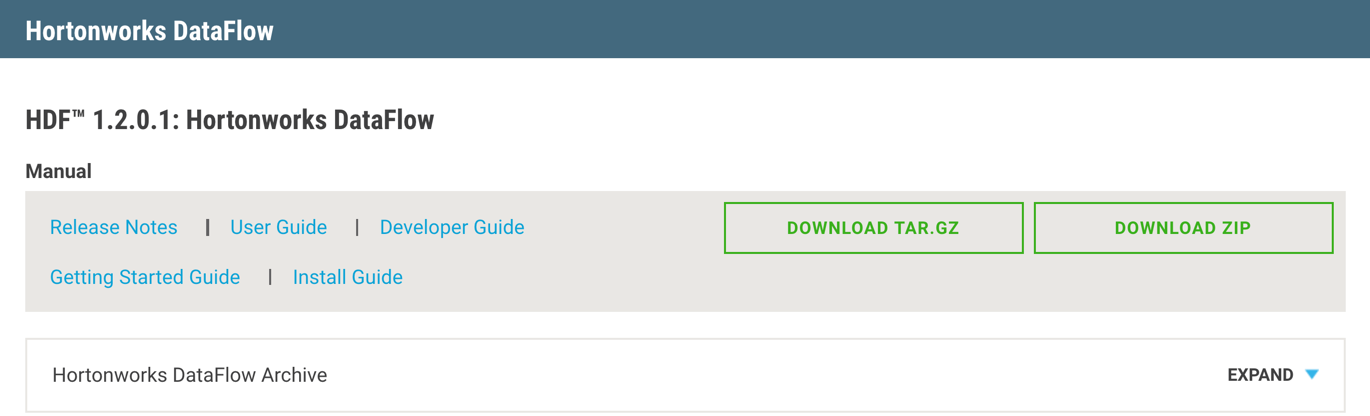 Hortonworks DataFlow
HDF™ 1.2.0.1: Hortonworks DataFlow
Manual
Release Notes | User Guide | Developer Guide DOWNLOAD TAR.GZ DOWNLOAD ZIP
Getting Started Guide | Install Guide
Hortonworks DataFlow Archive EXPAND